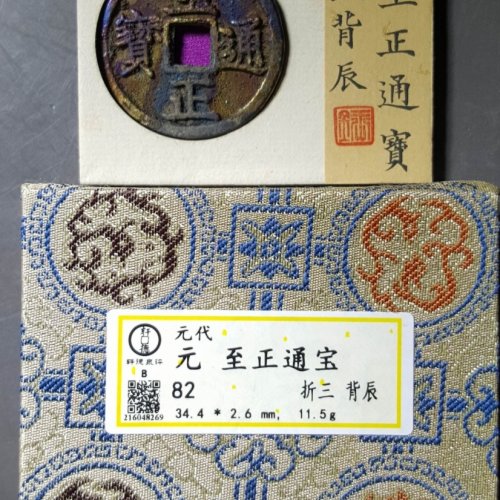 至正通寶
背辰
通
正
寶
元代
元 至正通宝
B
82 折三 背辰
216048269
34.4 * 2.6 mm, 11.5g